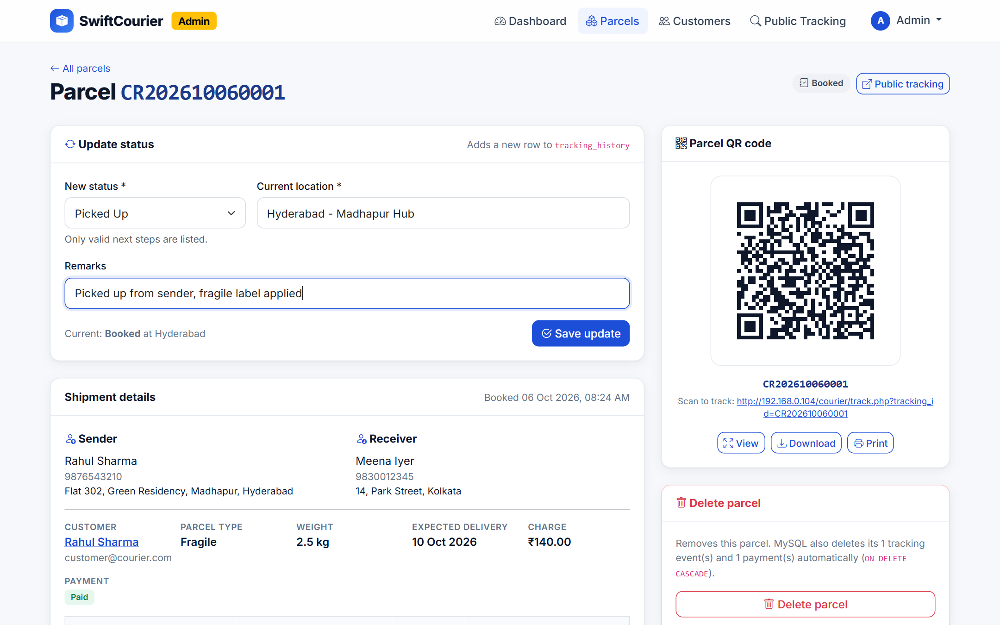 SwiftCourier Admin Dashboard Parcels Customers Public Tracking A Admin
← All parcels
Parcel CR202610060001
Booked Public tracking
Update status
Adds a new row to tracking_history
New status *
Current location *
Picked Up
Hyderabad - Madhapur Hub
Only valid next steps are listed.
Remarks
Picked up from sender, fragile label applied
Current: Booked at Hyderabad
Save update
Shipment details
Booked 06 Oct 2026, 08:24 AM
Sender
Rahul Sharma
9876543210
Flat 302, Green Residency, Madhapur, Hyderabad
Receiver
Meena Iyer
9830012345
14, Park Street, Kolkata
CUSTOMER
Rahul Sharma
customer@courier.com
PARCEL TYPE
Fragile
WEIGHT
2.5 kg
EXPECTED DELIVERY
10 Oct 2026
CHARGE
₹140.00
PAYMENT
Paid
Parcel QR code
CR202610060001
Scan to track: http://192.168.0.104/courier/track.php?tracking_i
d=CR202610060001
View Download Print
Delete parcel
Removes this parcel. MySQL also deletes its 1 tracking
event(s) and 1 payment(s) automatically (ON DELETE
CASCADE).
Delete parcel